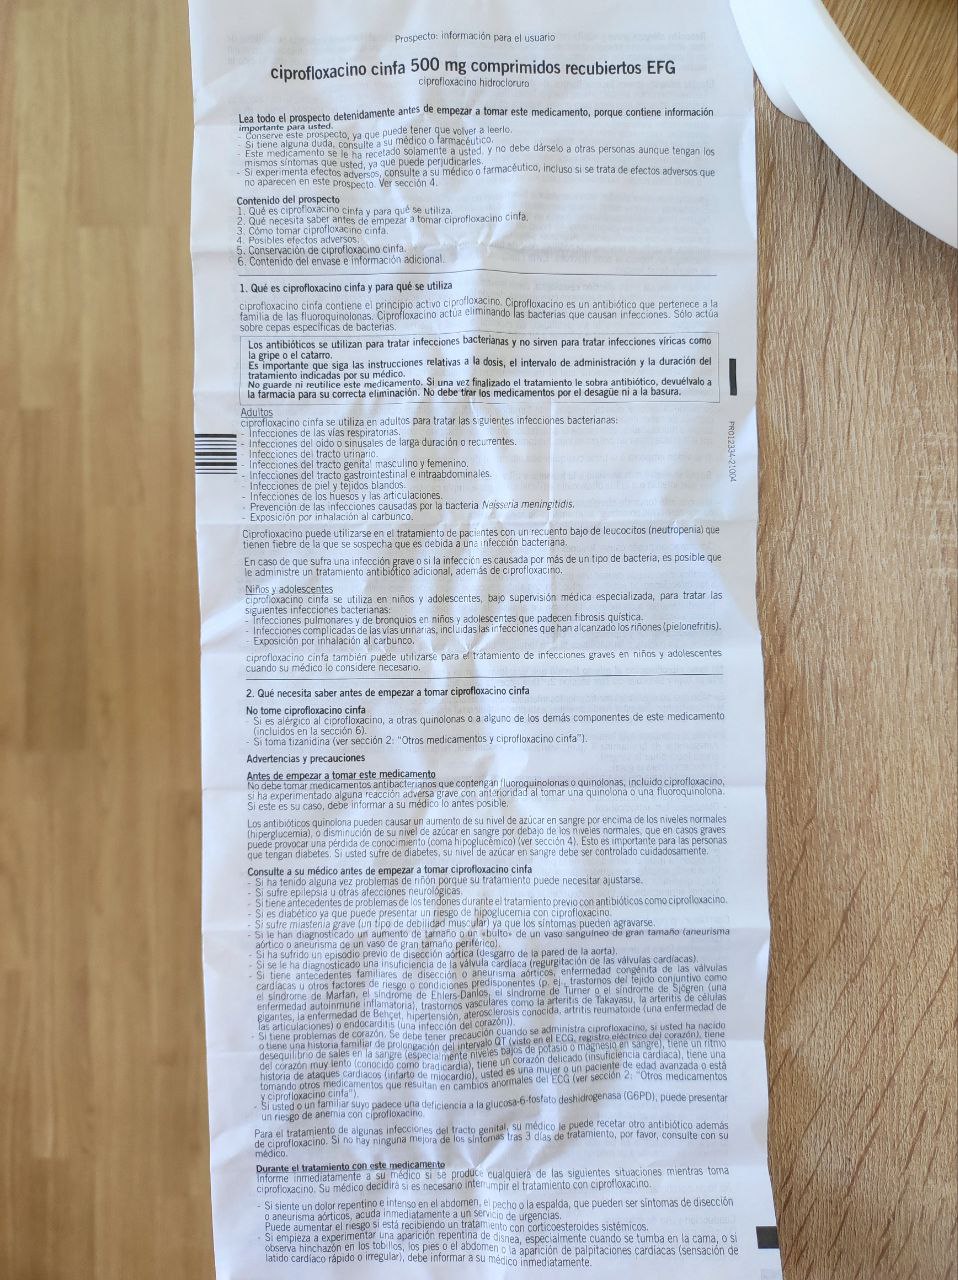 Prospecto: información para el usuario
ciprofloxacino cinfa 500 mg comprimidos recubiertos EFG
ciprofloxacino hidrocloruro
Lea todo el prospecto detenidamente antes de empezar a tomar este medicamento, porque contiene información
importante para usted.
- Conserve este prospecto, ya que puede tener que volver a leerlo.
- Si tiene alguna duda, consulte a su médico o farmacéutico.
- Este medicamento se le ha recetado solamente a usted, y no debe dárselo a otras personas aunque tengan los
mismos síntomas que usted, ya que puede perjudicarles.
- Si experimenta efectos adversos, consulte a su médico o farmacéutico, incluso si se trata de efectos adversos que
no aparecen en este prospecto. Ver sección 4.
Contenido del prospecto
1. Qué es ciprofloxacino cinfa y para qué se utiliza.
2. Qué necesita saber antes de empezar a tomar ciprofloxacino cinfa.
3. Cómo tomar ciprofloxacino cinfa.
4. Posibles efectos adversos.
5. Conservación de ciprofloxacino cinfa.
6. Contenido del envase e información adicional.
1. Qué es ciprofloxacino cinfa y para qué se utiliza
ciprofloxacino cinfa contiene el principio activo ciprofloxacino. Ciprofloxacino es un antibiótico que pertenece a la
familia de las fluoroquinolonas. Ciprofloxacino actúa eliminando las bacterias que causan infecciones. Sólo actúa
sobre cepas específicas de bacterias.
Los antibióticos se utilizan para tratar infecciones bacterianas y no sirven para tratar infecciones víricas como
la gripe o el catarro.
Es importante que siga las instrucciones relativas a la dosis, el intervalo de administración y la duración del
tratamiento indicadas por su médico.
No guarde ni reutilice este medicamento. Si una vez finalizado el tratamiento le sobra antibiótico, devuélvalo a
la farmacia para su correcta eliminación. No debe tirar los medicamentos por el desagüe ni a la basura.
Adultos
ciprofloxacino cinfa se utiliza en adultos para tratar las siguientes infecciones bacterianas:
- Infecciones de las vías respiratorias.
- Infecciones del oído o sinusales de larga duración o recurrentes.
- Infecciones del tracto urinario.
- Infecciones del tracto genital masculino y femenino.
- Infecciones del tracto gastrointestinal e intraabdominales.
- Infecciones de piel y tejidos blandos.
- Infecciones de los huesos y las articulaciones.
- Prevención de las infecciones causadas por la bacteria Neisseria meningitidis.
- Exposición por inhalación al carbunco.
PR012334-21004
Ciprofloxacino puede utilizarse en el tratamiento de pacientes con un recuento bajo de leucocitos (neutropenia) que
tienen fiebre de la que se sospecha que es debida a una infección bacteriana.
En caso de que sufra una infección grave o si la infección es causada por más de un tipo de bacteria, es posible que
le administre un tratamiento antibiótico adicional, además de ciprofloxacino.
Niños y adolescentes
ciprofloxacino cinfa se utiliza en niños y adolescentes, bajo supervisión médica especializada, para tratar las
siguientes infecciones bacterianas:
- Infecciones pulmonares y de bronquios en niños y adolescentes que padecen fibrosis quística.
- Infecciones complicadas de las vías urinarias, incluidas las infecciones que han alcanzado los riñones (pielonefritis).
- Exposición por inhalación al carbunco.
ciprofloxacino cinfa también puede utilizarse para el tratamiento de infecciones graves en niños y adolescentes
cuando su médico lo considere necesario.
2. Qué necesita saber antes de empezar a tomar ciprofloxacino cinfa
No tome ciprofloxacino cinfa
- Si es alérgico al ciprofloxacino, a otras quinolonas o a alguno de los demás componentes de este medicamento
(incluidos en la sección 6).
- Si toma tizanidina (ver sección 2: "Otros medicamentos y ciprofloxacino cinfa").
Advertencias y precauciones
Antes de empezar a tomar este medicamento
No debe tomar medicamentos antibacterianos que contengan fluoroquinolonas o quinolonas, incluido ciprofloxacino,
si ha experimentado alguna reacción adversa grave con anterioridad al tomar una quinolona o una fluoroquinolona.
Si este es su caso, debe informar a su médico lo antes posible.
Los antibióticos quinolona pueden causar un aumento de su nivel de azúcar en sangre por encima de los niveles normales
(hiperglucemia), o disminución de su nivel de azúcar en sangre por debajo de los niveles normales, que en casos graves
puede provocar una pérdida de conocimiento (coma hipoglucémico) (ver sección 4). Esto es importante para las personas
que tengan diabetes. Si usted sufre de diabetes, su nivel de azúcar en sangre debe ser controlado cuidadosamente.
Consulte a su médico antes de empezar a tomar ciprofloxacino cinfa
- Si ha tenido alguna vez problemas de riñón porque su tratamiento puede necesitar ajustarse.
- Si sufre epilepsia u otras afecciones neurológicas.
- Si tiene antecedentes de problemas de los tendones durante el tratamiento previo con antibióticos como ciprofloxacino.
- Si es diabético ya que puede presentar un riesgo de hipoglucemia con ciprofloxacino.
- Si sufre miastenia grave (un tipo de debilidad muscular) ya que los síntomas pueden agravarse.
- Si le han diagnosticado un aumento de tamaño o un «bulto» de un vaso sanguíneo de gran tamaño (aneurisma
aórtico o aneurisma de un vaso de gran tamaño periférico).
- Si ha sufrido un episodio previo de disección aórtica (desgarro de la pared de la aorta).
- Si se le ha diagnosticado una insuficiencia de la válvula cardíaca (regurgitación de las válvulas cardíacas).
- Si tiene antecedentes familiares de disección o aneurisma aórticos, enfermedad congénita de las válvulas
cardíacas u otros factores de riesgo o condiciones predisponentes (p. ej., trastornos del tejido conjuntivo como
el síndrome de Marfan, el síndrome de Ehlers-Danlos, el síndrome de Turner o el síndrome de Sjögren (una
enfermedad autoinmune inflamatoria), trastornos vasculares como la arteritis de Takayasu, la arteritis de células
gigantes, la enfermedad de Behçet, hipertensión, aterosclerosis conocida, artritis reumatoide (una enfermedad de
las articulaciones) o endocarditis (una infección del corazón)).
- Si tiene problemas de corazón. Se debe tener precaución cuando se administra ciprofloxacino, si usted ha nacido
o tiene una historia familiar de prolongación del intervalo QT (visto en el ECG, registro eléctrico del corazón), tiene
desequilibrio de sales en la sangre (especialmente niveles bajos de potasio o magnesio en sangre), tiene un ritmo
del corazón muy lento (conocido como bradicardia), tiene un corazón delicado (insuficiencia cardíaca), tiene una
historia de ataques cardíacos (infarto de miocardio), usted es una mujer o un paciente de edad avanzada o está
tomando otros medicamentos que resultan en cambios anormales del ECG (ver sección 2: "Otros medicamentos
y ciprofloxacino cinfa").
- Si usted o un familiar suyo padece una deficiencia a la glucosa-6-fosfato deshidrogenasa (G6PD), puede presentar
un riesgo de anemia con ciprofloxacino.
Para el tratamiento de algunas infecciones del tracto genital, su médico le puede recetar otro antibiótico además
de ciprofloxacino. Si no hay ninguna mejora de los síntomas tras 3 días de tratamiento, por favor, consulte con su
médico.
Durante el tratamiento con este medicamento
Informe inmediatamente a su médico si se produce cualquiera de las siguientes situaciones mientras toma
ciprofloxacino. Su médico decidirá si es necesario interrumpir el tratamiento con ciprofloxacino.
- Si siente un dolor repentino e intenso en el abdomen, el pecho o la espalda, que pueden ser síntomas de disección
o aneurisma aórticos, acuda inmediatamente a un servicio de urgencias.
Puede aumentar el riesgo si está recibiendo un tratamiento con corticoesteroides sistémicos.
- Si empieza a experimentar una aparición repentina de disnea, especialmente cuando se tumba en la cama, o si
observa hinchazón en los tobillos, los pies o el abdomen o la aparición de palpitaciones cardíacas (sensación de
latido cardíaco rápido o irregular), debe informar a su médico inmediatamente.